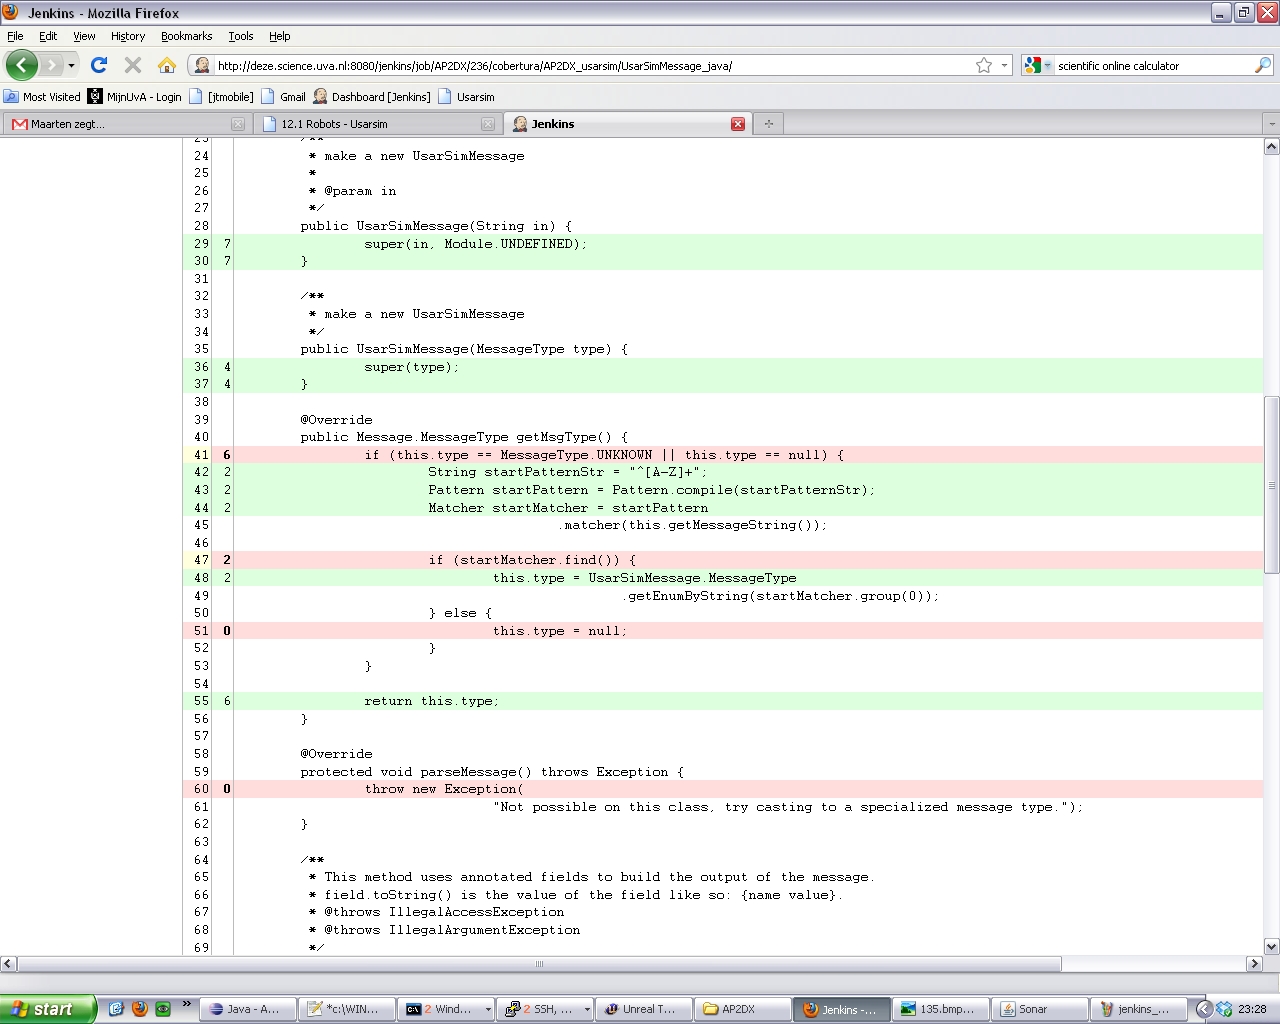 Jenkins - Mozilla Firefox
File Edit View History Bookmarks Tools Help
http://deze.science.uva.nl:8080/jenkins/job/AP2DX/236/cobertura/AP2DX_usarsim/UsarSimMessage_java/
scientific online calculator
Most Visited MijnUvA - Login [jtmobile] Gmail Dashboard [Jenkins] Usarsim
Maarten zegt... 12.1 Robots - Usarsim Jenkins
23 /**
24 * make a new UsarSimMessage
25 *
26 * @param in
27 */
28 public UsarSimMessage(String in) {
29 7 super(in, Module.UNDEFINED);
30 7 }
31
32 /**
33 * make a new UsarSimMessage
34 */
35 public UsarSimMessage(MessageType type) {
36 4 super(type);
37 4 }
38
39 @Override
40 public Message.MessageType getMsgType() {
41 6 if (this.type == MessageType.UNKNOWN || this.type == null) {
42 2 String startPatternStr = "^[A-Z]+";
43 2 Pattern startPattern = Pattern.compile(startPatternStr);
44 2 Matcher startMatcher = startPattern
45 .matcher(this.getMessageString());
46
47 2 if (startMatcher.find()) {
48 2 this.type = UsarSimMessage.MessageType
49 .getEnumByString(startMatcher.group(0));
50 } else {
51 0 this.type = null;
52 }
53 }
54
55 6 return this.type;
56 }
57
58 @Override
59 protected void parseMessage() throws Exception {
60 0 throw new Exception(
61 "Not possible on this class, try casting to a specialized message type.");
62 }
63
64 /**
65 * This method uses annotated fields to build the output of the message.
66 * field.toString() is the value of the field like so: {name value}.
67 * @throws IllegalAccessException
68 * @throws IllegalArgumentException
69 */
start » Java - A... *c:\WIN... 2 Wind... 2 SSH, ... Unreal T... AP2DX Jenkins -... 135.bmp... Sonar jenkins_... 23:28